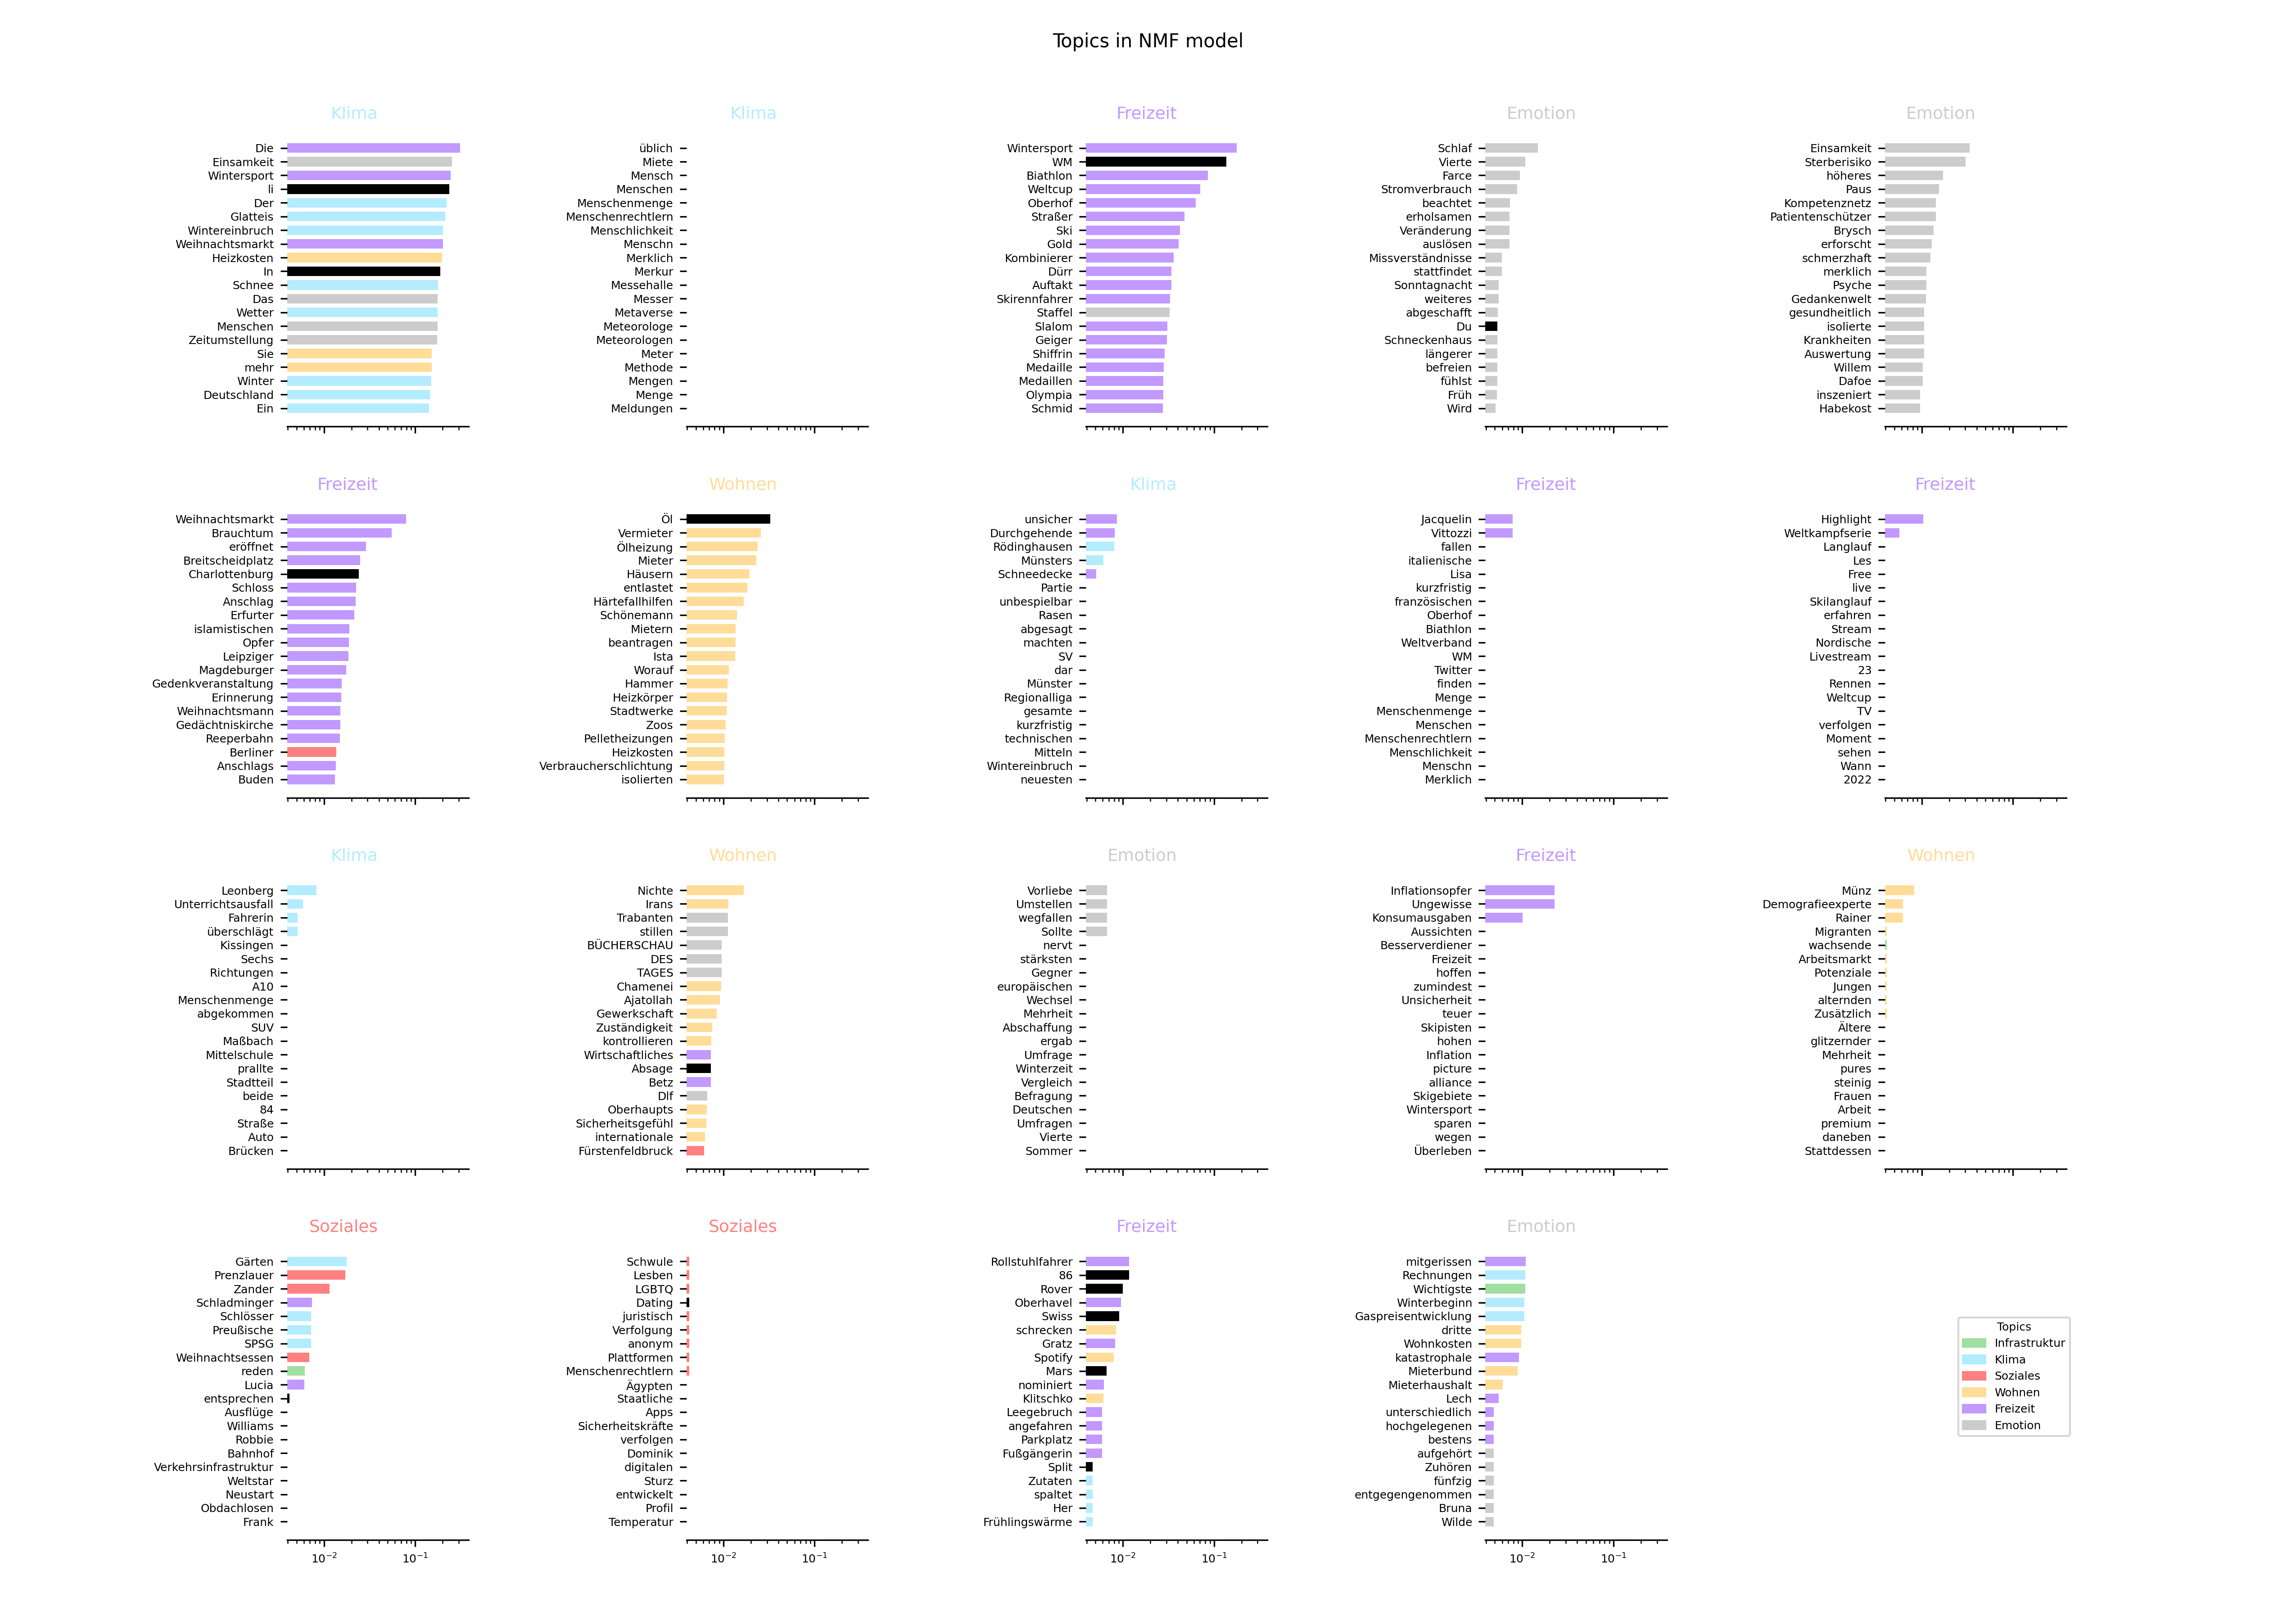 Topics in NMF model
Klima
Die
Einsamkeit
Wintersport
li
Der
Glatteis
Wintereinbruch
Weihnachtsmarkt
Heizkosten
In
Schnee
Das
Wetter
Menschen
Zeitumstellung
Sie
mehr
Winter
Deutschland
Ein
Klima
üblich
Miete
Mensch
Menschen
Menschenmenge
Menschenrechtlern
Menschlichkeit
Menschn
Merklich
Merkur
Messehalle
Messer
Metaverse
Meteorologe
Meteorologen
Meter
Methode
Mengen
Menge
Meldungen
Freizeit
Wintersport
WM
Biathlon
Weltcup
Oberhof
Straßer
Ski
Gold
Kombinierer
Dürr
Auftakt
Skirennfahrer
Staffel
Slalom
Geiger
Shiffrin
Medaille
Medaillen
Olympia
Schmid
Emotion
Schlaf
Vierte
Farce
Stromverbrauch
beachtet
erholsamen
Veränderung
auslösen
Missverständnisse
stattfindet
Sonntagnacht
weiteres
abgeschafft
Du
Schneckenhaus
längerer
befreien
fühlst
Früh
Wird
Emotion
Einsamkeit
Sterberisiko
höheres
Paus
Kompetenznetz
Patientenschützer
Brysch
erforscht
schmerzhaft
merklich
Psyche
Gedankenwelt
gesundheitlich
isolierte
Krankheiten
Auswertung
Willem
Dafoe
inszeniert
Habekost
Freizeit
Weihnachtsmarkt
Brauchtum
eröffnet
Breitscheidplatz
Charlottenburg
Schloss
Anschlag
Erfurter
islamistischen
Opfer
Leipziger
Magdeburger
Gedenkveranstaltung
Erinnerung
Weihnachtsmann
Gedächtniskirche
Reeperbahn
Berliner
Anschlags
Buden
Wohnen
Öl
Vermieter
Ölheizung
Mieter
Häusern
entlastet
Härtefallhilfen
Schönemann
Mietern
beantragen
Ista
Worauf
Hammer
Heizkörper
Stadtwerke
Zoos
Pelletheizungen
Heizkosten
Verbraucherschlichtung
isolierten
Klima
unsicher
Durchgehende
Rödinghausen
Münsters
Schneedecke
Partie
unbespielbar
Rasen
abgesagt
machten
SV
dar
Münster
Regionalliga
gesamte
kurzfristig
technischen
Mitteln
Wintereinbruch
neuesten
Freizeit
Jacquelin
Vittozzi
fallen
italienische
Lisa
kurzfristig
französischen
Oberhof
Biathlon
Weltverband
WM
Twitter
finden
Menge
Menschenmenge
Menschen
Menschenrechtlern
Menschlichkeit
Menschn
Merklich
Freizeit
Highlight
Weltkampfserie
Langlauf
Les
Free
live
Skilanglauf
erfahren
Stream
Nordische
Livestream
23
Rennen
Weltcup
TV
verfolgen
Moment
sehen
Wann
2022
Klima
Leonberg
Unterrichtsausfall
Fahrerin
überschlägt
Kissingen
Sechs
Richtungen
A10
Menschenmenge
abgekommen
SUV
Maßbach
Mittelschule
prallte
Stadtteil
beide
84
Straße
Auto
Brücken
Wohnen
Nichte
Irans
Trabanten
stillen
BÜCHERSCHAU
DES
TAGES
Chamenei
Ajatollah
Gewerkschaft
Zuständigkeit
kontrollieren
Wirtschaftliches
Absage
Betz
Dlf
Oberhaupts
Sicherheitsgefühl
internationale
Fürstenfeldbruck
Emotion
Vorliebe
Umstellen
wegfallen
Sollte
nervt
stärksten
Gegner
europäischen
Wechsel
Mehrheit
Abschaffung
ergab
Umfrage
Winterzeit
Vergleich
Befragung
Deutschen
Umfragen
Vierte
Sommer
Freizeit
Inflationsopfer
Ungewisse
Konsumausgaben
Aussichten
Besserverdiener
Freizeit
hoffen
zumindest
Unsicherheit
teuer
Skipisten
hohen
Inflation
picture
alliance
Skigebiete
Wintersport
sparen
wegen
Überleben
Wohnen
Münz
Demografieexperte
Rainer
Migranten
wachsende
Arbeitsmarkt
Potenziale
Jungen
alternden
Zusätzlich
Ältere
glitzernder
Mehrheit
pures
steinig
Frauen
Arbeit
premium
daneben
Stattdessen
Soziales
Gärten
Prenzlauer
Zander
Schladminger
Schlösser
Preußische
SPSG
Weihnachtsessen
reden
Lucia
entsprechen
Ausflüge
Williams
Robbie
Bahnhof
Verkehrsinfrastruktur
Weltstar
Neustart
Obdachlosen
Frank
10⁻² 10⁻¹
Soziales
Schwule
Lesben
LGBTQ
Dating
juristisch
Verfolgung
anonym
Plattformen
Menschenrechtlern
Ägypten
Staatliche
Apps
Sicherheitskräfte
verfolgen
Dominik
digitalen
Sturz
entwickelt
Profil
Temperatur
10⁻² 10⁻¹
Freizeit
Rollstuhlfahrer
86
Rover
Oberhavel
Swiss
schrecken
Gratz
Spotify
Mars
nominiert
Klitschko
Leegebruch
angefahren
Parkplatz
Fußgängerin
Split
Zutaten
spaltet
Her
Frühlingswärme
10⁻² 10⁻¹
Emotion
mitgerissen
Rechnungen
Wichtigste
Winterbeginn
Gaspreisentwicklung
dritte
Wohnkosten
katastrophale
Mieterbund
Mieterhaushalt
Lech
unterschiedlich
hochgelegenen
bestens
aufgehört
Zuhören
fünfzig
entgegengenommen
Bruna
Wilde
10⁻² 10⁻¹
Topics
Infrastruktur
Klima
Soziales
Wohnen
Freizeit
Emotion